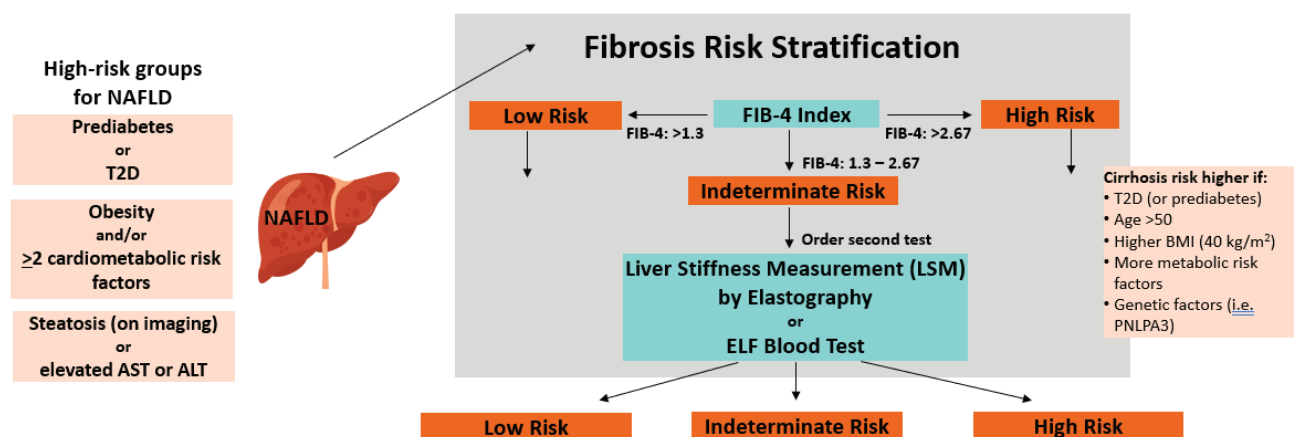 High-risk groups
for NAFLD
Prediabetes
or
T2D
Obesity
and/or
>2 cardiometabolic risk
factors
Steatosis (on imaging)
or
elevated AST or ALT
NAFLD
Fibrosis Risk Stratification
Low Risk
FIB-4: >1.3
FIB-4 Index
FIB-4: >2.67
High Risk
FIB-4: 1.3 – 2.67
Indeterminate Risk
Order second test
Liver Stiffness Measurement (LSM)
by Elastography
or
ELF Blood Test
Low Risk
Indeterminate Risk
High Risk
Cirrhosis risk higher if:
• T2D (or prediabetes)
• Age >50
• Higher BMI (40 kg/m²)
• More metabolic risk
factors
• Genetic factors (i.e.
PNLPA3)